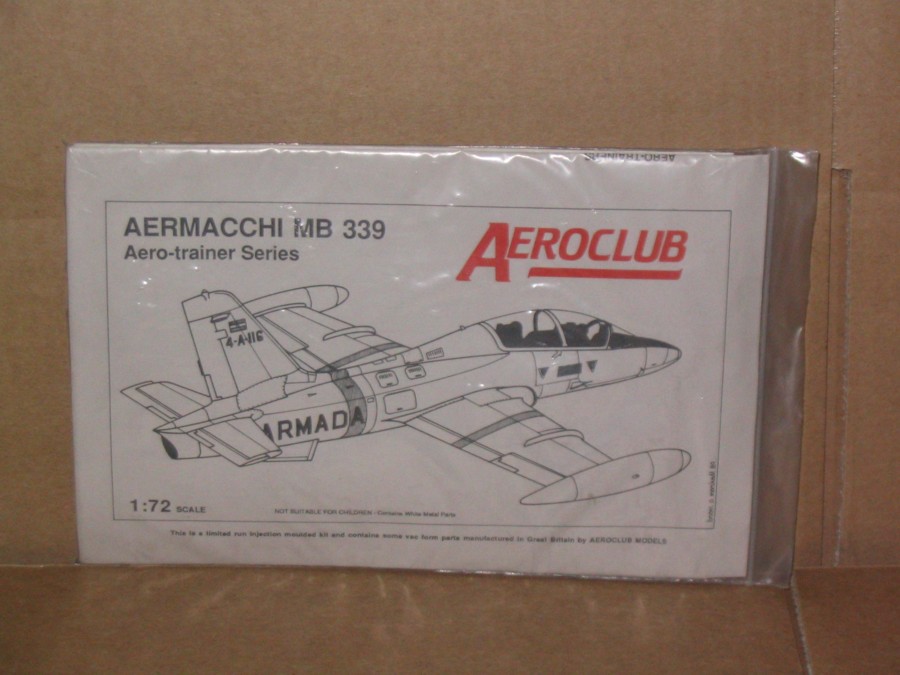 AERO-TRAINER
AERMACCHI MB 339
Aero-trainer Series
AEROCLUB
4-A-116
ARMADA
1:72 SCALE
NOT SUITABLE FOR CHILDREN / Contains White Metal Parts
This is a limited run injection moulded kit and contains some vac form parts manufactured in Great Britain by AEROCLUB MODELS